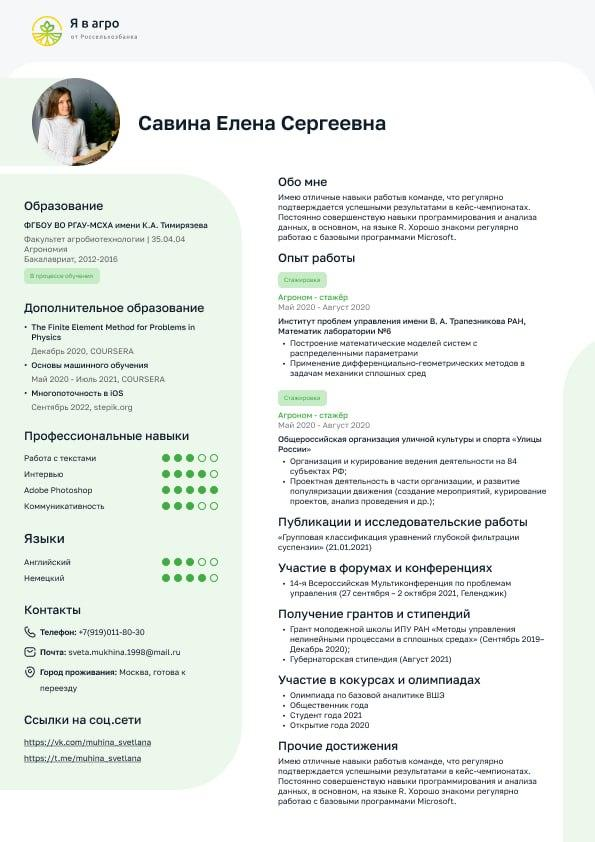 Я в агро
от Россельхозбанка
Савина Елена Сергеевна
Образование
ФГБОУ ВО РГАУ-МСХА имени К.А. Тимирязева
Факультет агробиотехнологии | 35.04.04
Агрономия
Бакалавриат, 2012-2016
В процессе обучения
Дополнительное образование
• The Finite Element Method for Problems in
Physics
Декабрь 2020, COURSERA
• Основы машинного обучения
Май 2020 - Июль 2021, COURSERA
• Многопоточность в iOS
Сентябрь 2022, stepik.org
Профессиональные навыки
Работа с текстами
Интервью
Adobe Photoshop
Коммуникативность
Языки
Английский
Немецкий
Контакты
Телефон: +7(919)011-80-30
Почта: sveta.mukhina.1998@mail.ru
Город проживания: Москва, готова к
переезду
Ссылки на соц.сети
https://vk.com/muhina_svetlana
https://t.me/muhina_svetlana
Обо мне
Имею отличные навыки работыв команде, что регулярно
подтверждается успешными результатами в кейс-чемпионатах.
Постоянно совершенствую навыки программирования и анализа
данных, в основном, на языке R. Хорошо знакоми регулярно
работаю с базовыми программами Microsoft.
Опыт работы
Стажировка
Агроном - стажёр
Май 2020 - Август 2020
Институт проблем управления имени В. А. Трапезникова РАН,
Математик лаборатории №6
• Построение математических моделей систем с
распределенными параметрами
• Применение дифференциально-геометрических методов в
задачам механики сплошных сред
Стажировка
Агроном - стажёр
Май 2020 - Август 2020
Общероссийская организация уличной культуры и спорта «Улицы
России»
• Организация и курирование ведения деятельности на 84
субъектах РФ;
• Проектная деятельность в части организации, и развитие
популяризации движения (создание мероприятий, курирование
проектов, анализ проведения и др.);
Публикации и исследовательские работы
«Групповая классификация уравнений глубокой фильтрации
суспензии» (21.01.2021)
Участие в форумах и конференциях
• 14-я Всероссийская Мультиконференция по проблемам
управления (27 сентября – 2 октября 2021, Геленджик)
Получение грантов и стипендий
• Грант молодежной школы ИПУ РАН «Методы управления
нелинейными процессами в сплошных средах» (Сентябрь 2019–
Декабрь 2020);
• Губернаторская стипендия (Август 2021)
Участие в кокурсах и олимпиадах
• Олимпиада по базовой аналитике ВШЭ
• Общественник года
• Студент года 2021
• Открытие года 2020
Прочие достижения
Имею отличные навыки работыв команде, что регулярно
подтверждается успешными результатами в кейс-чемпионатах.
Постоянно совершенствую навыки программирования и анализа
данных, в основном, на языке R. Хорошо знакоми регулярно
работаю с базовыми программами Microsoft.